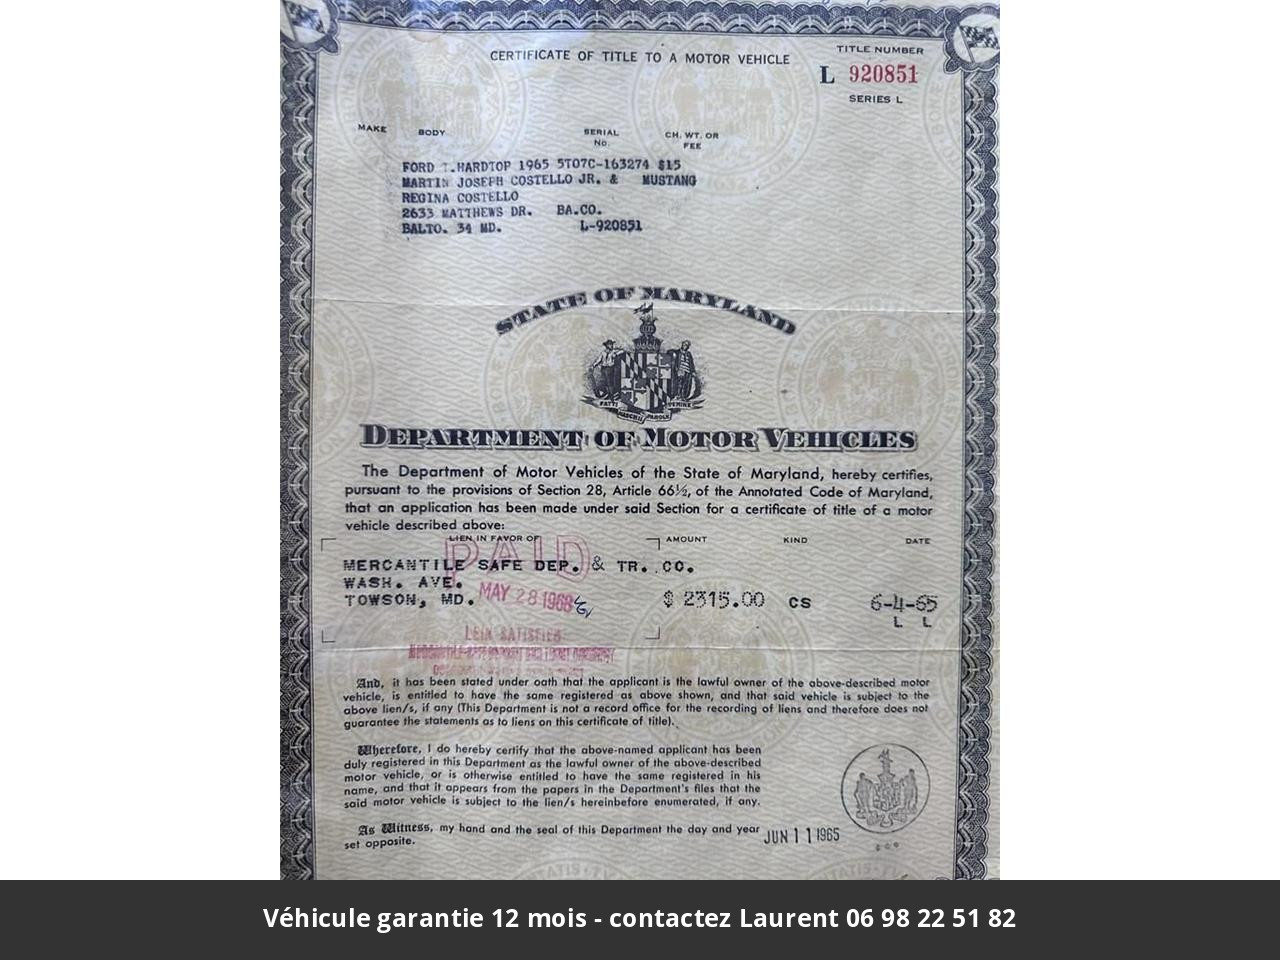 CERTIFICATE OF TITLE TO A MOTOR VEHICLE
TITLE NUMBER
L 920851
SERIES L
MAKE BODY SERIAL No. CH. WT. OR FEE
FORD T.HARDTOP 1965 5T07C-163274 $15
MARTIN JOSEPH COSTELLO JR. & MUSTANG
REGINA COSTELLO
2633 MATTHEWS DR. BA.CO.
BALTO. 34 MD. L-920851
STATE OF MARYLAND
FATTI MASCHII PAROLE FEMINE
DEPARTMENT OF MOTOR VEHICLES
The Department of Motor Vehicles of the State of Maryland, hereby certifies,
pursuant to the provisions of Section 28, Article 66½, of the Annotated Code of Maryland,
that an application has been made under said Section for a certificate of title of a motor
vehicle described above:
LIEN IN FAVOR OF AMOUNT KIND DATE
PAID
MERCANTILE SAFE DEP. & TR. CO.
WASH. AVE.
TOWSON, MD. MAY 28 1968 $ 2315.00 CS 6-4-65
L L
LEIN SATISFIED
And, it has been stated under oath that the applicant is the lawful owner of the above-described motor
vehicle, is entitled to have the same registered as above shown, and that said vehicle is subject to the
above lien/s, if any (This Department is not a record office for the recording of liens and therefore does not
guarantee the statements as to liens on this certificate of title).
Wherefore, I do hereby certify that the above-named applicant has been
duly registered in this Department as the lawful owner of the above-described
motor vehicle, or is otherwise entitled to have the same registered in his
name, and that it appears from the papers in the Department's files that the
said motor vehicle is subject to the lien/s hereinbefore enumerated, if any.
As Witness, my hand and the seal of this Department the day and year
set opposite.
JUN 11 1965
Véhicule garantie 12 mois - contactez Laurent 06 98 22 51 82